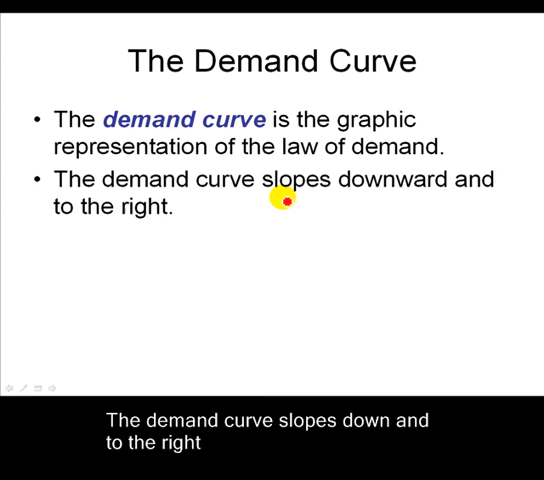 The Demand Curve
• The demand curve is the graphic
representation of the law of demand.
• The demand curve slopes downward and
to the right.
The demand curve slopes down and
to the right